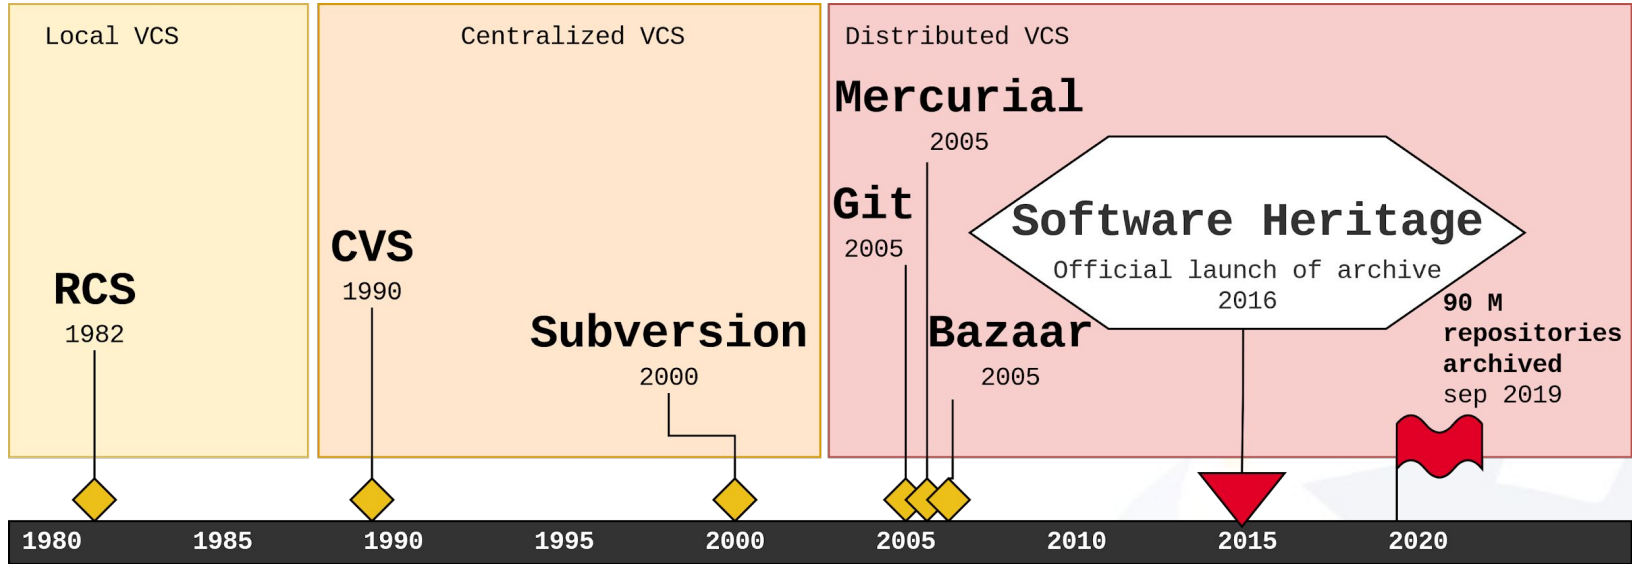 Local VCS
Centralized VCS
Distributed VCS
RCS
1982
CVS
1990
Subversion
2000
Mercurial
2005
Git
2005
Bazaar
2005
Software Heritage
Official launch of archive
2016
90 M
repositories
archived
sep 2019
1980 1985 1990 1995 2000 2005 2010 2015 2020